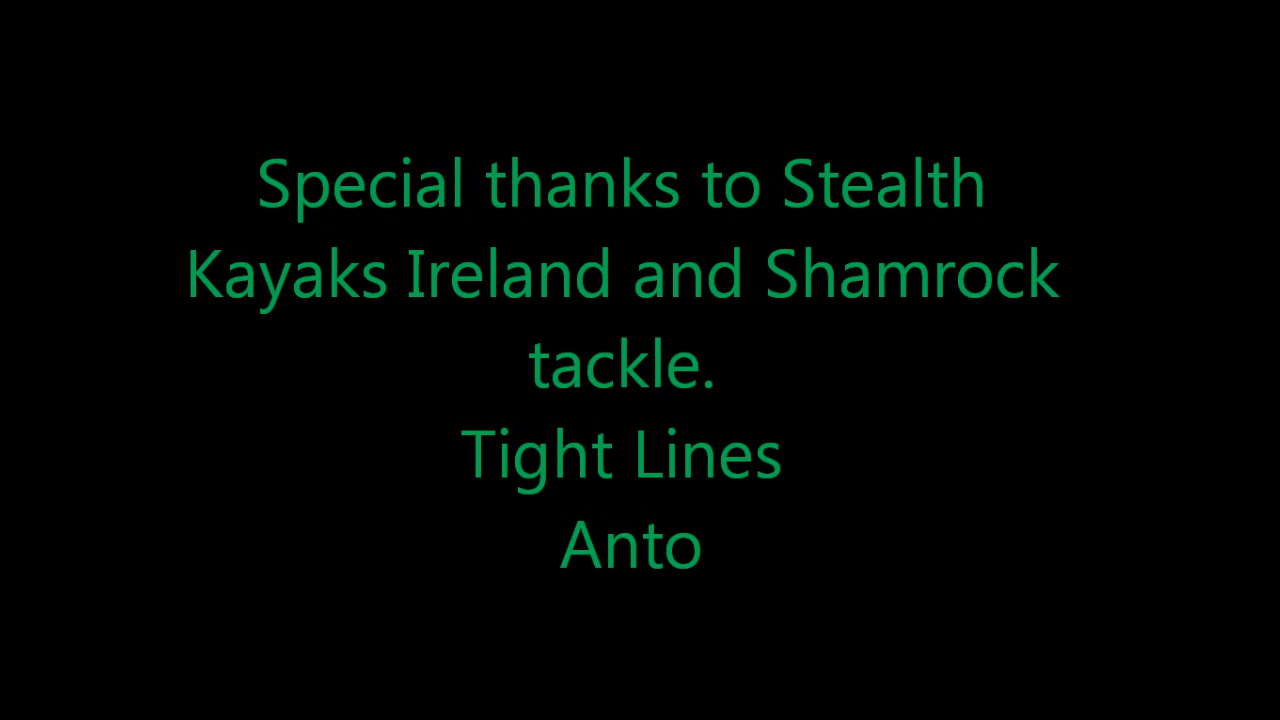 Special thanks to Stealth
Kayaks Ireland and Shamrock
tackle.
Tight Lines
Anto